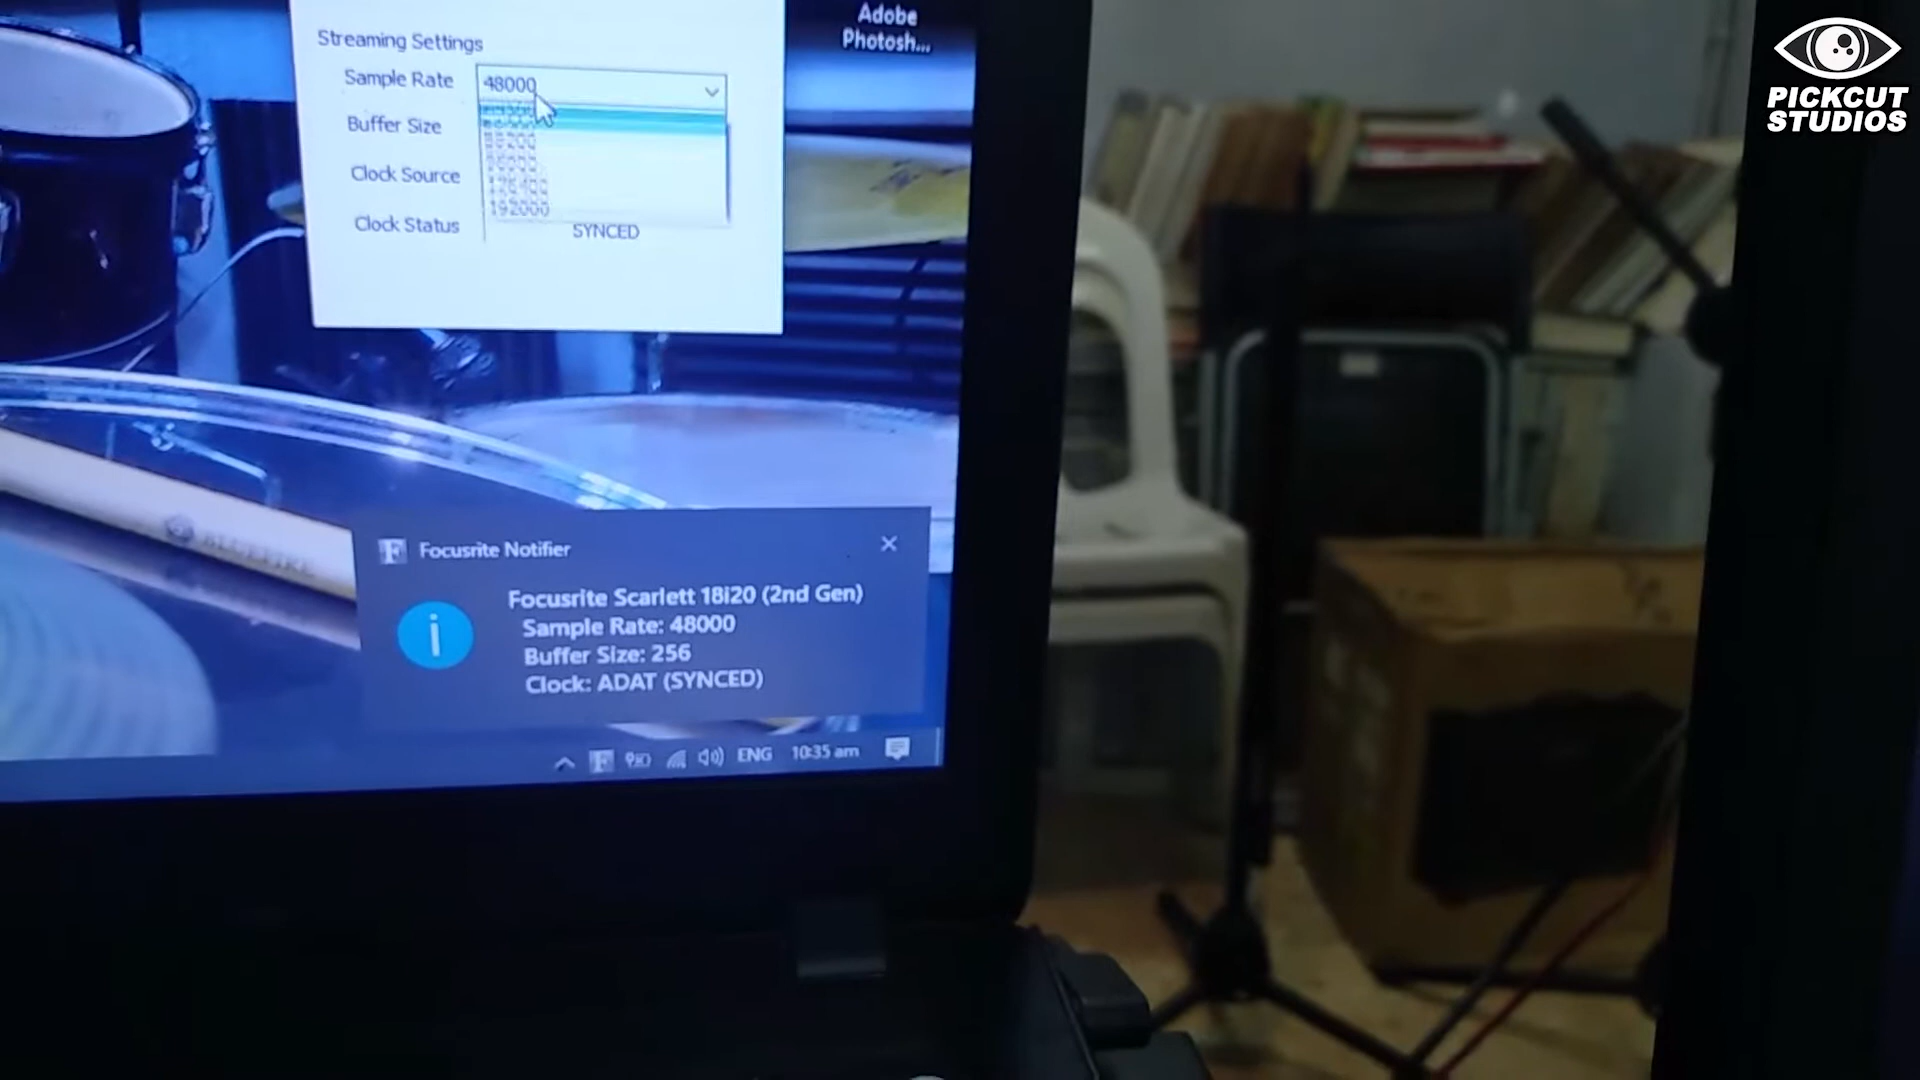 Adobe
Photosh...
PICKCUT
STUDIOS
Streaming Settings
Sample Rate
48000
Buffer Size
88200
Clock Source
192000
Clock Status
SYNCED
Focusrite Notifier
Focusrite Scarlett 18i20 (2nd Gen)
Sample Rate: 48000
Buffer Size: 256
Clock: ADAT (SYNCED)
ENG
10:35 am